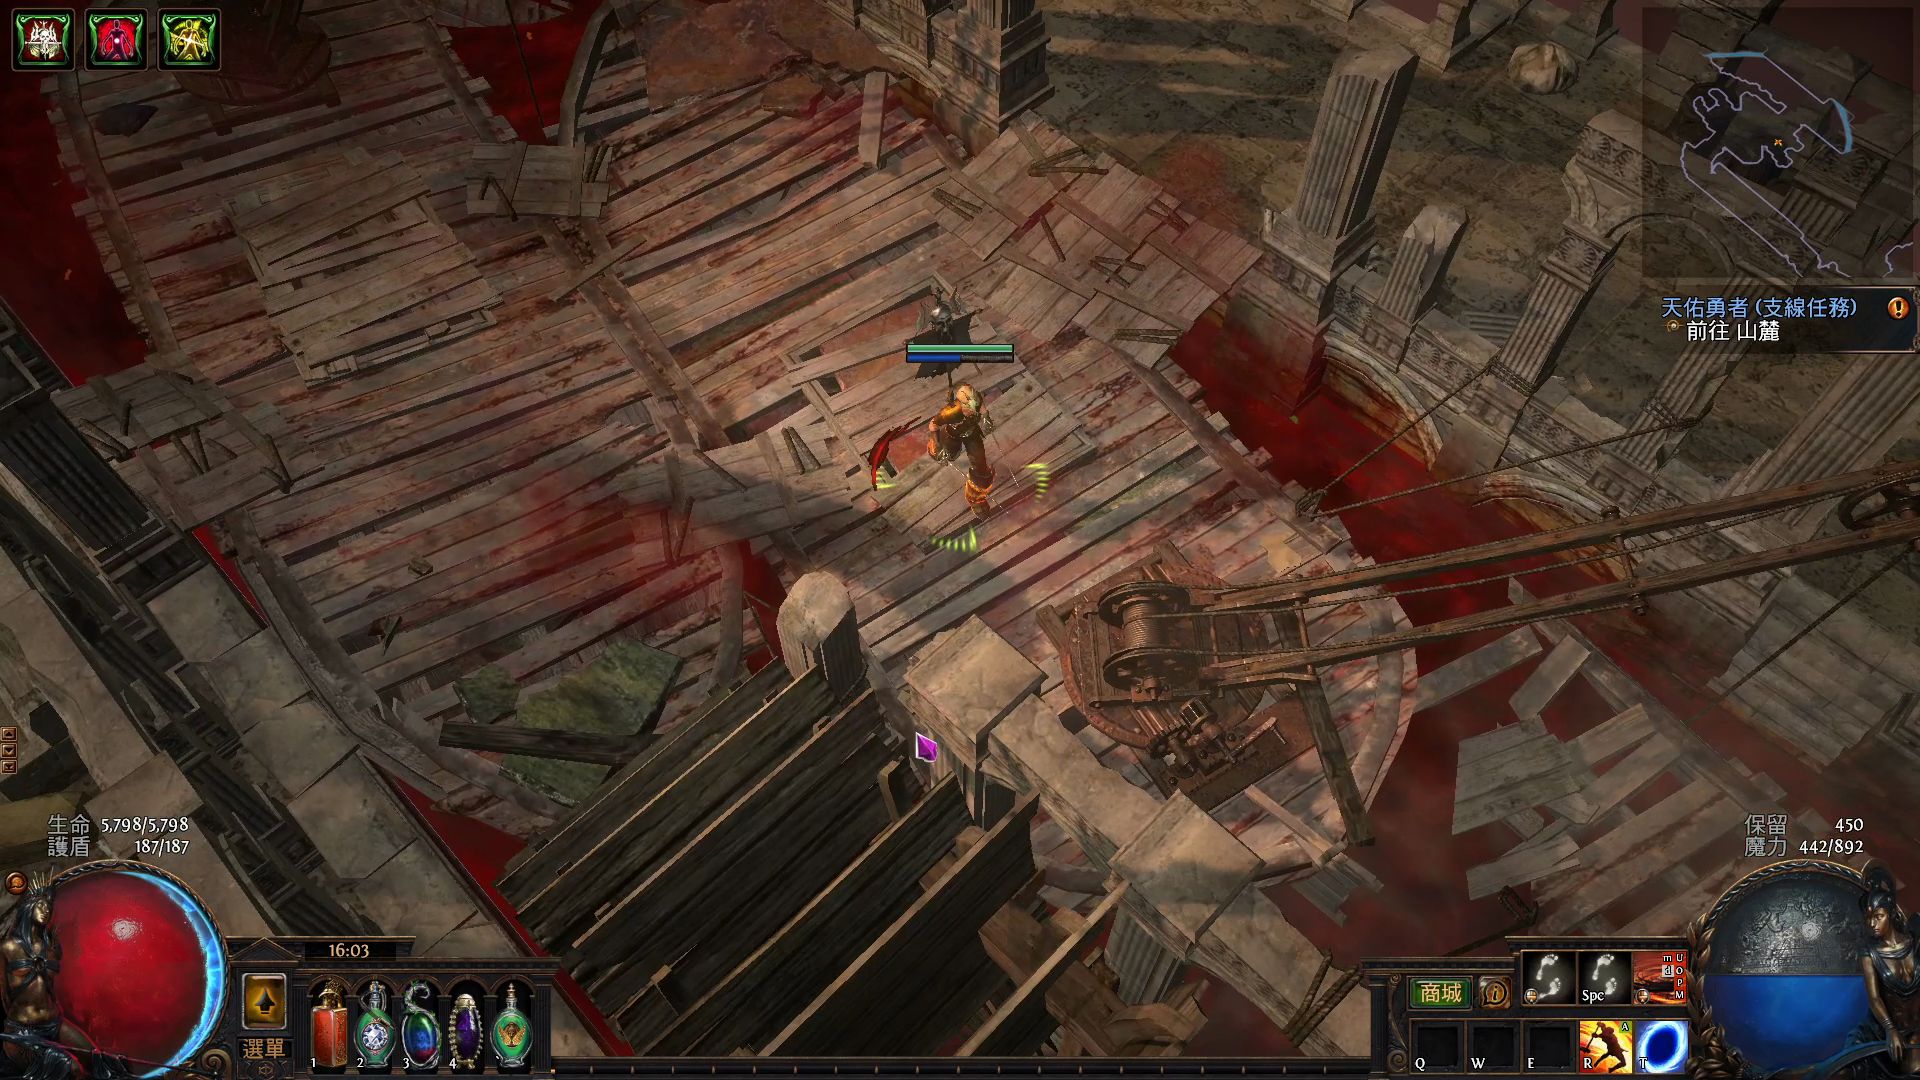 天佑勇者 (支線任務)
前往 山麓
生命 5,798/5,798
護盾 187/187
保留 450
魔力 442/892
16:03
選單
1 2 3 4 5
商城
Spc
m U
d O
P
M
Q W E R T
A